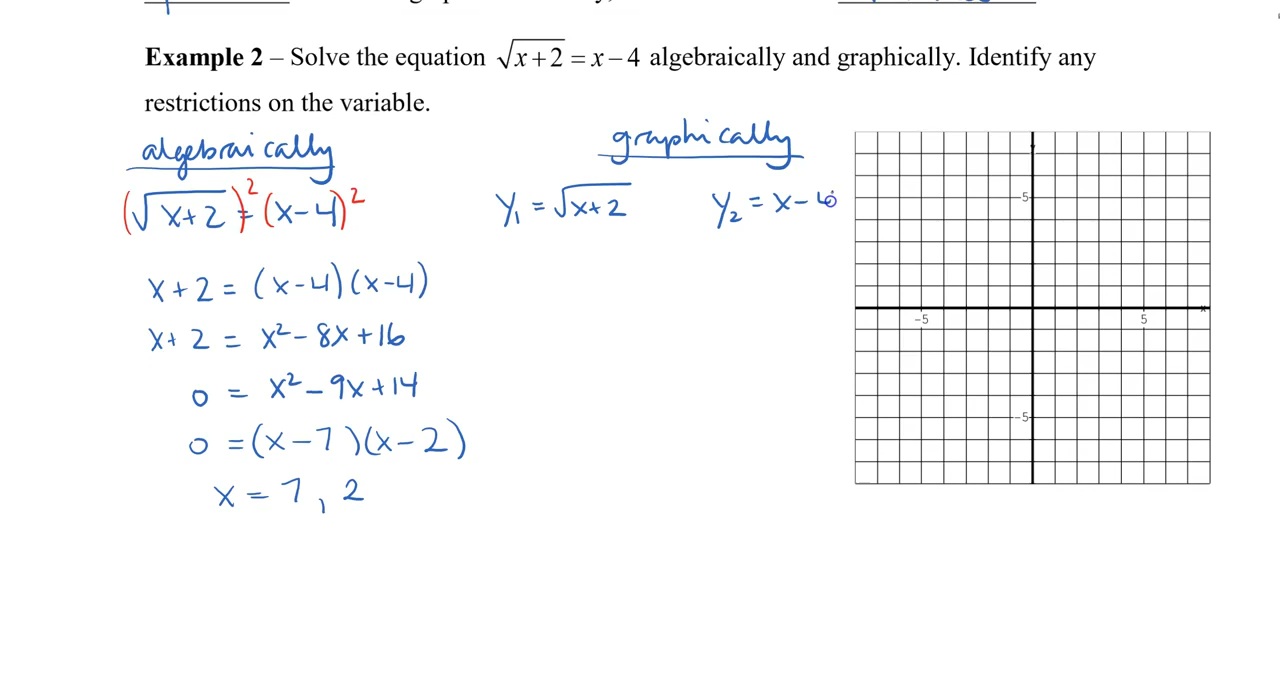 Example 2 – Solve the equation √(x+2) = x – 4 algebraically and graphically. Identify any
restrictions on the variable.
algebraically
(√(x+2))² = (x-4)²
x + 2 = (x-4)(x-4)
x + 2 = x² - 8x + 16
0 = x² - 9x + 14
0 = (x-7)(x-2)
x = 7, 2
graphically
y₁ = √(x+2)
y₂ = x - 4
5
-5
5
x
-5